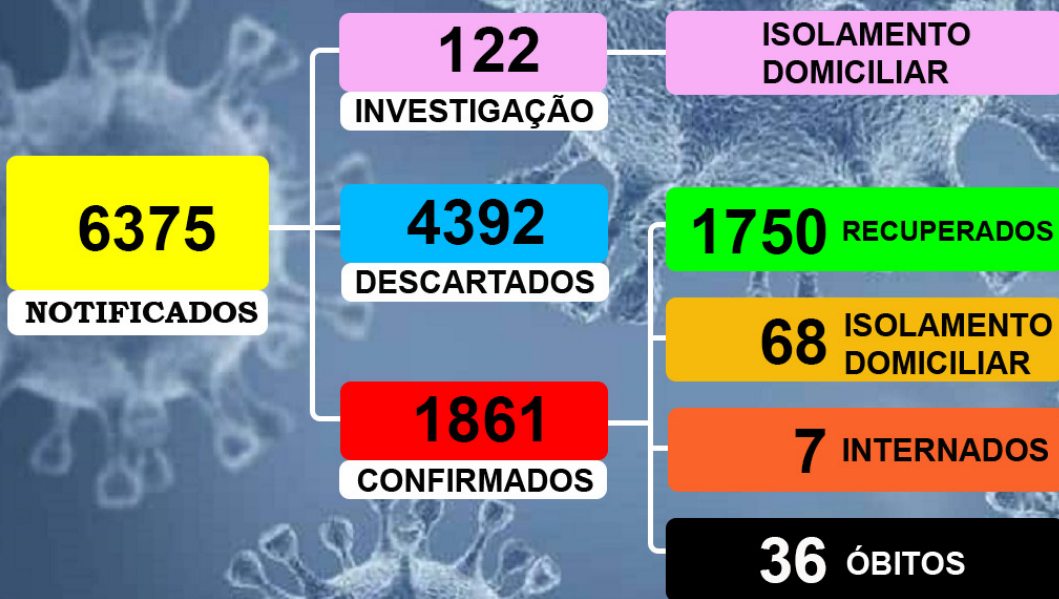 6375
NOTIFICADOS
122
INVESTIGAÇÃO
ISOLAMENTO
DOMICILIAR
4392
DESCARTADOS
1861
CONFIRMADOS
1750 RECUPERADOS
68 ISOLAMENTO
DOMICILIAR
7 INTERNADOS
36 ÓBITOS